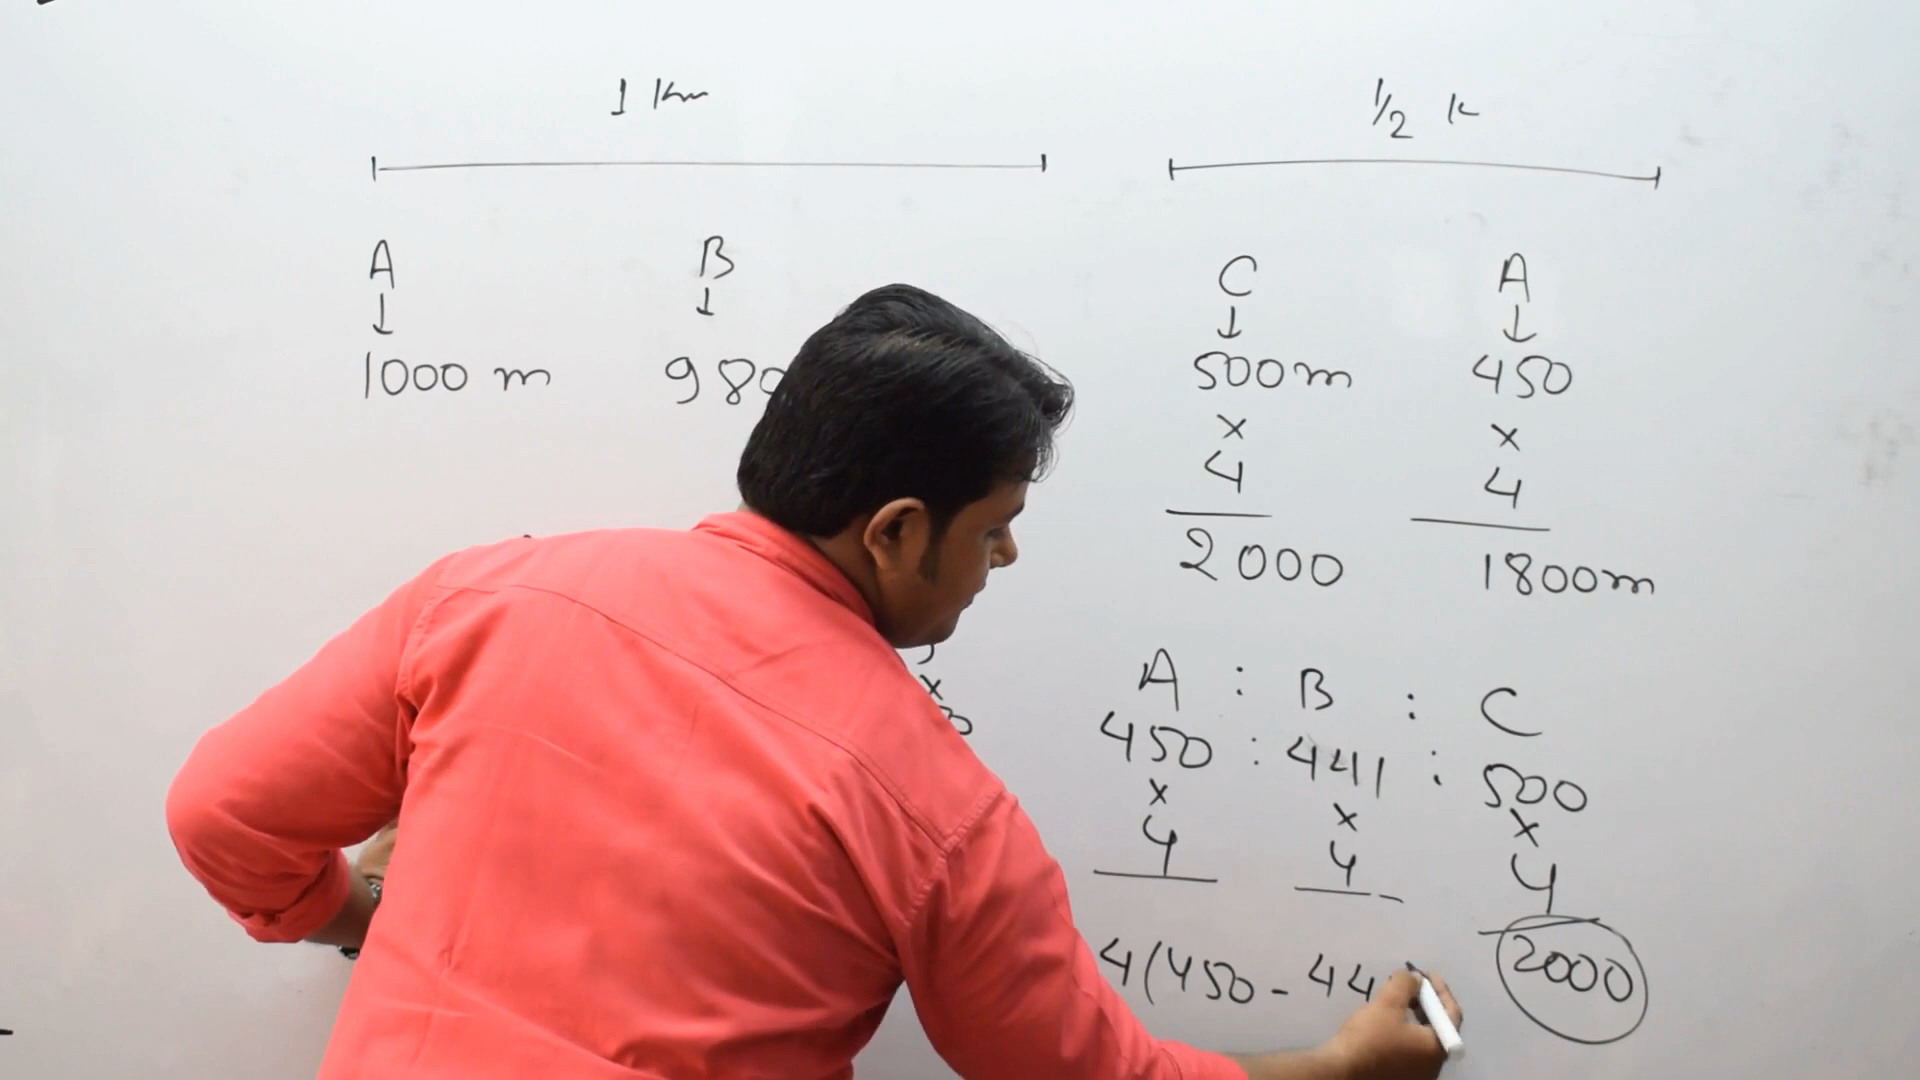 1 Km
A B
1000 m 980
1/2 k
C A
500m 450
x x
4 4
2000 1800m
x
A : B : C
450 : 441 : 500
x x x
4 4 4
4(450 - 44
2000